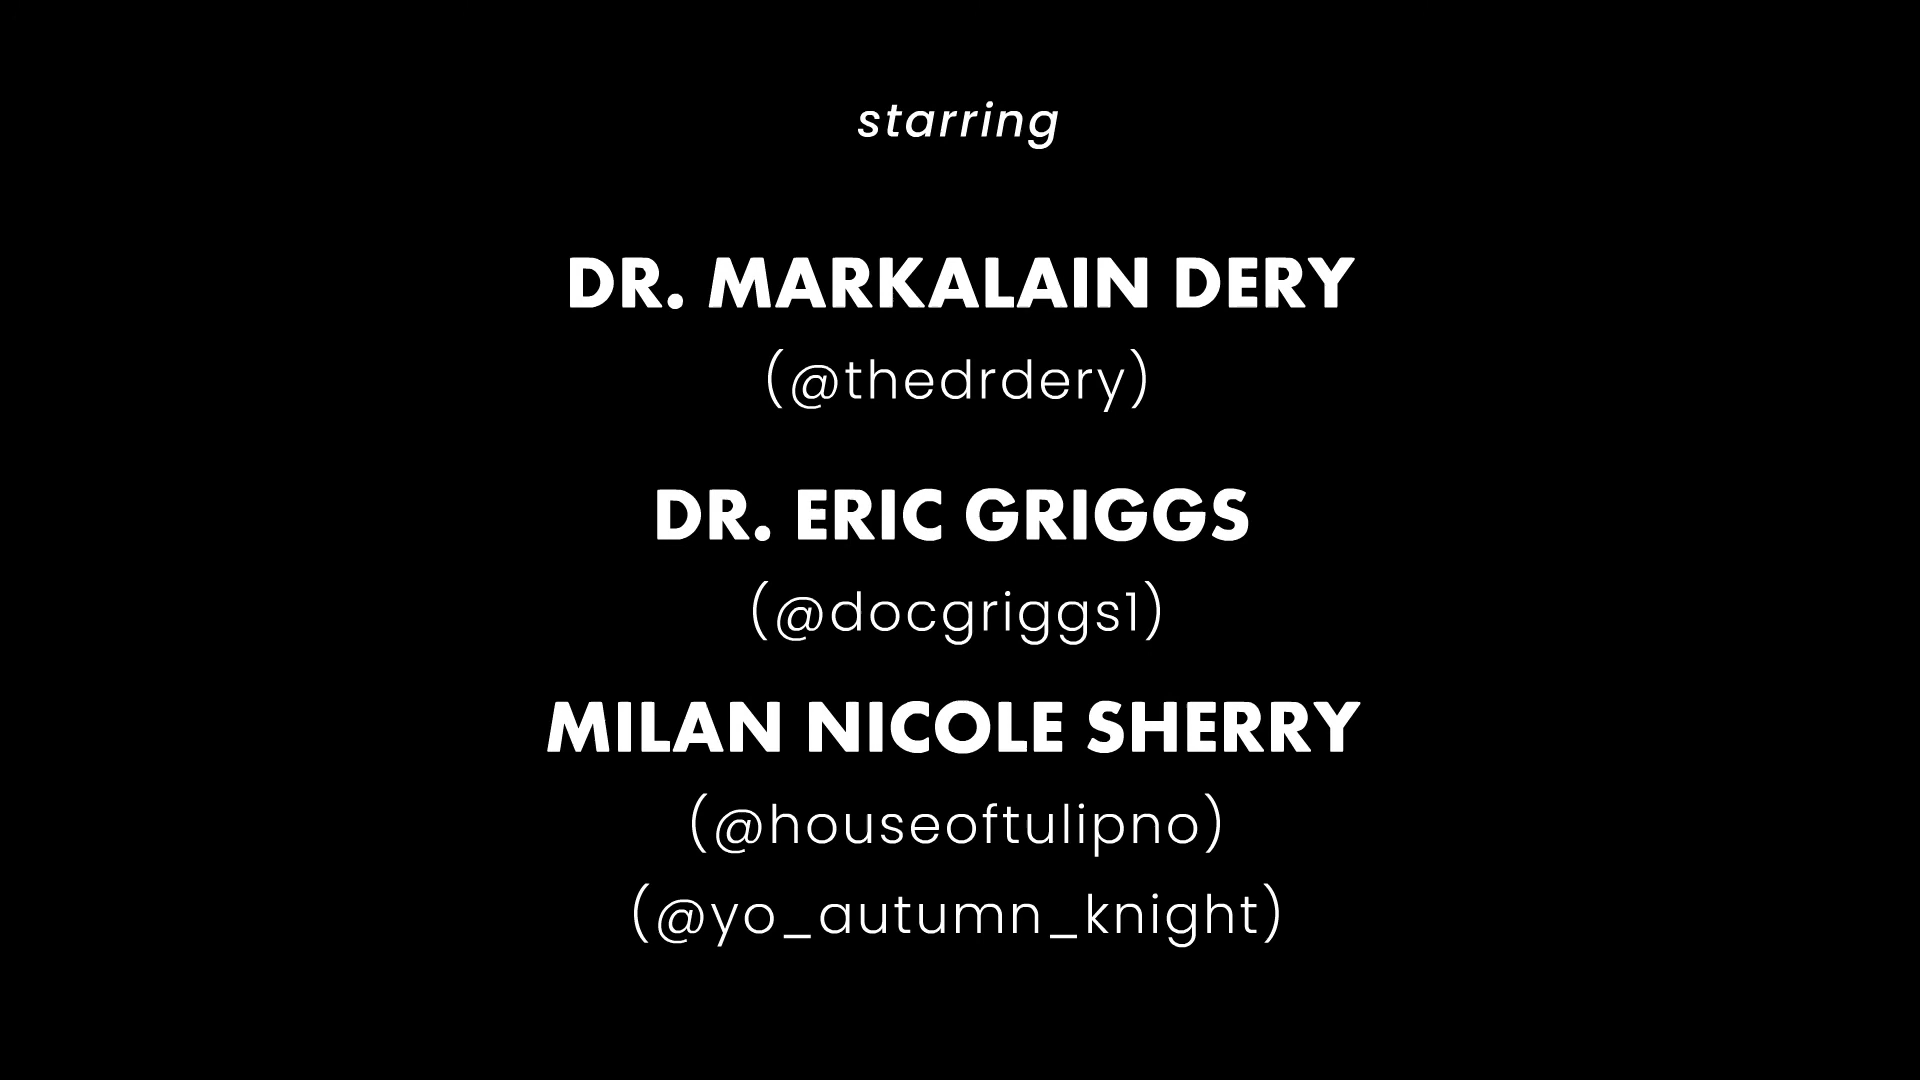 starring
DR. MARKALAIN DERY
(@thedrdery)
DR. ERIC GRIGGS
(@docgriggs1)
MILAN NICOLE SHERRY
(@houseoftulipno)
(@yo_autumn_knight)